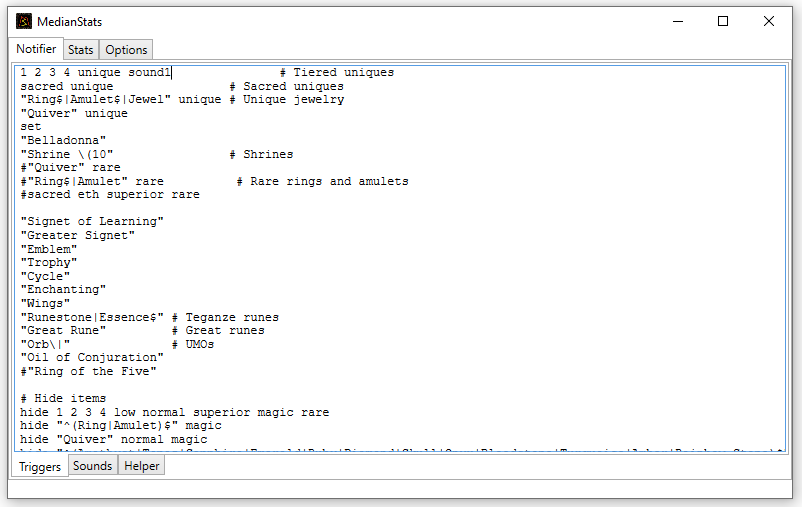 MedianStats
Notifier Stats Options
1 2 3 4 unique sound1 # Tiered uniques
sacred unique # Sacred uniques
"Ring$|Amulet$|Jewel" unique # Unique jewelry
"Quiver" unique
set
"Belladonna"
"Shrine \(10" # Shrines
#"Quiver" rare
#"Ring$|Amulet" rare # Rare rings and amulets
#sacred eth superior rare
"Signet of Learning"
"Greater Signet"
"Emblem"
"Trophy"
"Cycle"
"Enchanting"
"Wings"
"Runestone|Essence$" # Teganze runes
"Great Rune" # Great runes
"Orb\|" # UMOs
"Oil of Conjuration"
#"Ring of the Five"
# Hide items
hide 1 2 3 4 low normal superior magic rare
hide "^(Ring|Amulet)$" magic
hide "Quiver" normal magic
Triggers Sounds Helper